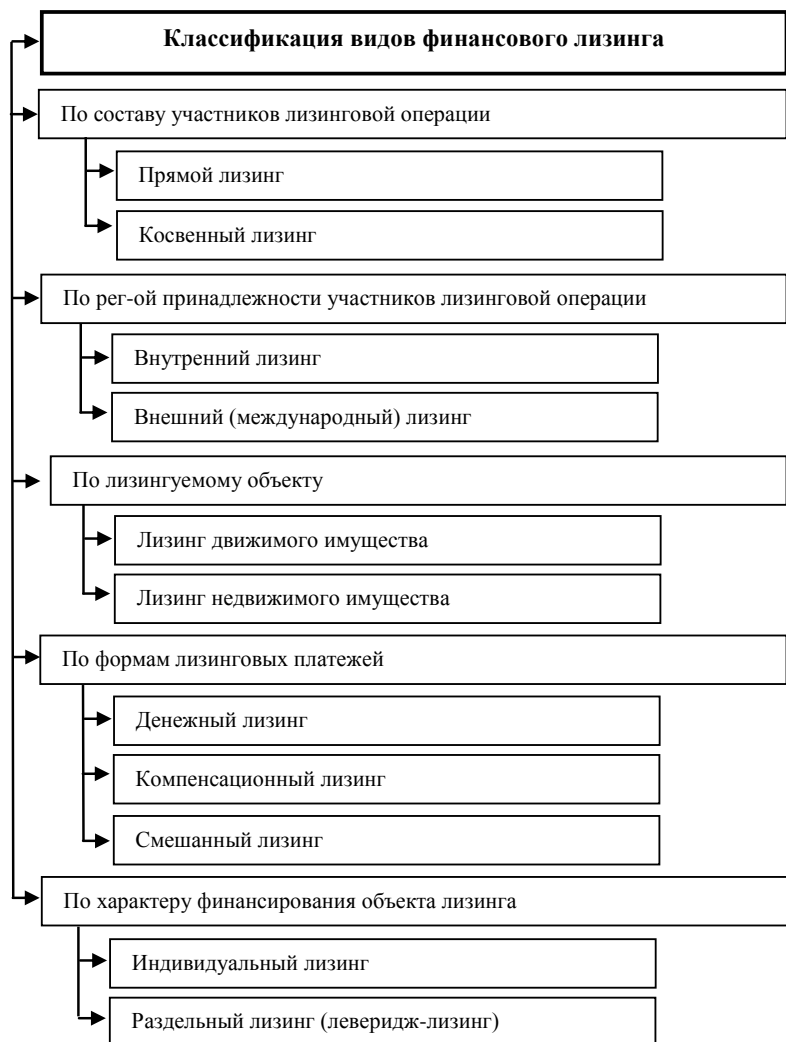 Классификация видов финансового лизинга
По составу участников лизинговой операции
Прямой лизинг
Косвенный лизинг
По рег-ой принадлежности участников лизинговой операции
Внутренний лизинг
Внешний (международный) лизинг
По лизингуемому объекту
Лизинг движимого имущества
Лизинг недвижимого имущества
По формам лизинговых платежей
Денежный лизинг
Компенсационный лизинг
Смешанный лизинг
По характеру финансирования объекта лизинга
Индивидуальный лизинг
Раздельный лизинг (леверидж-лизинг)